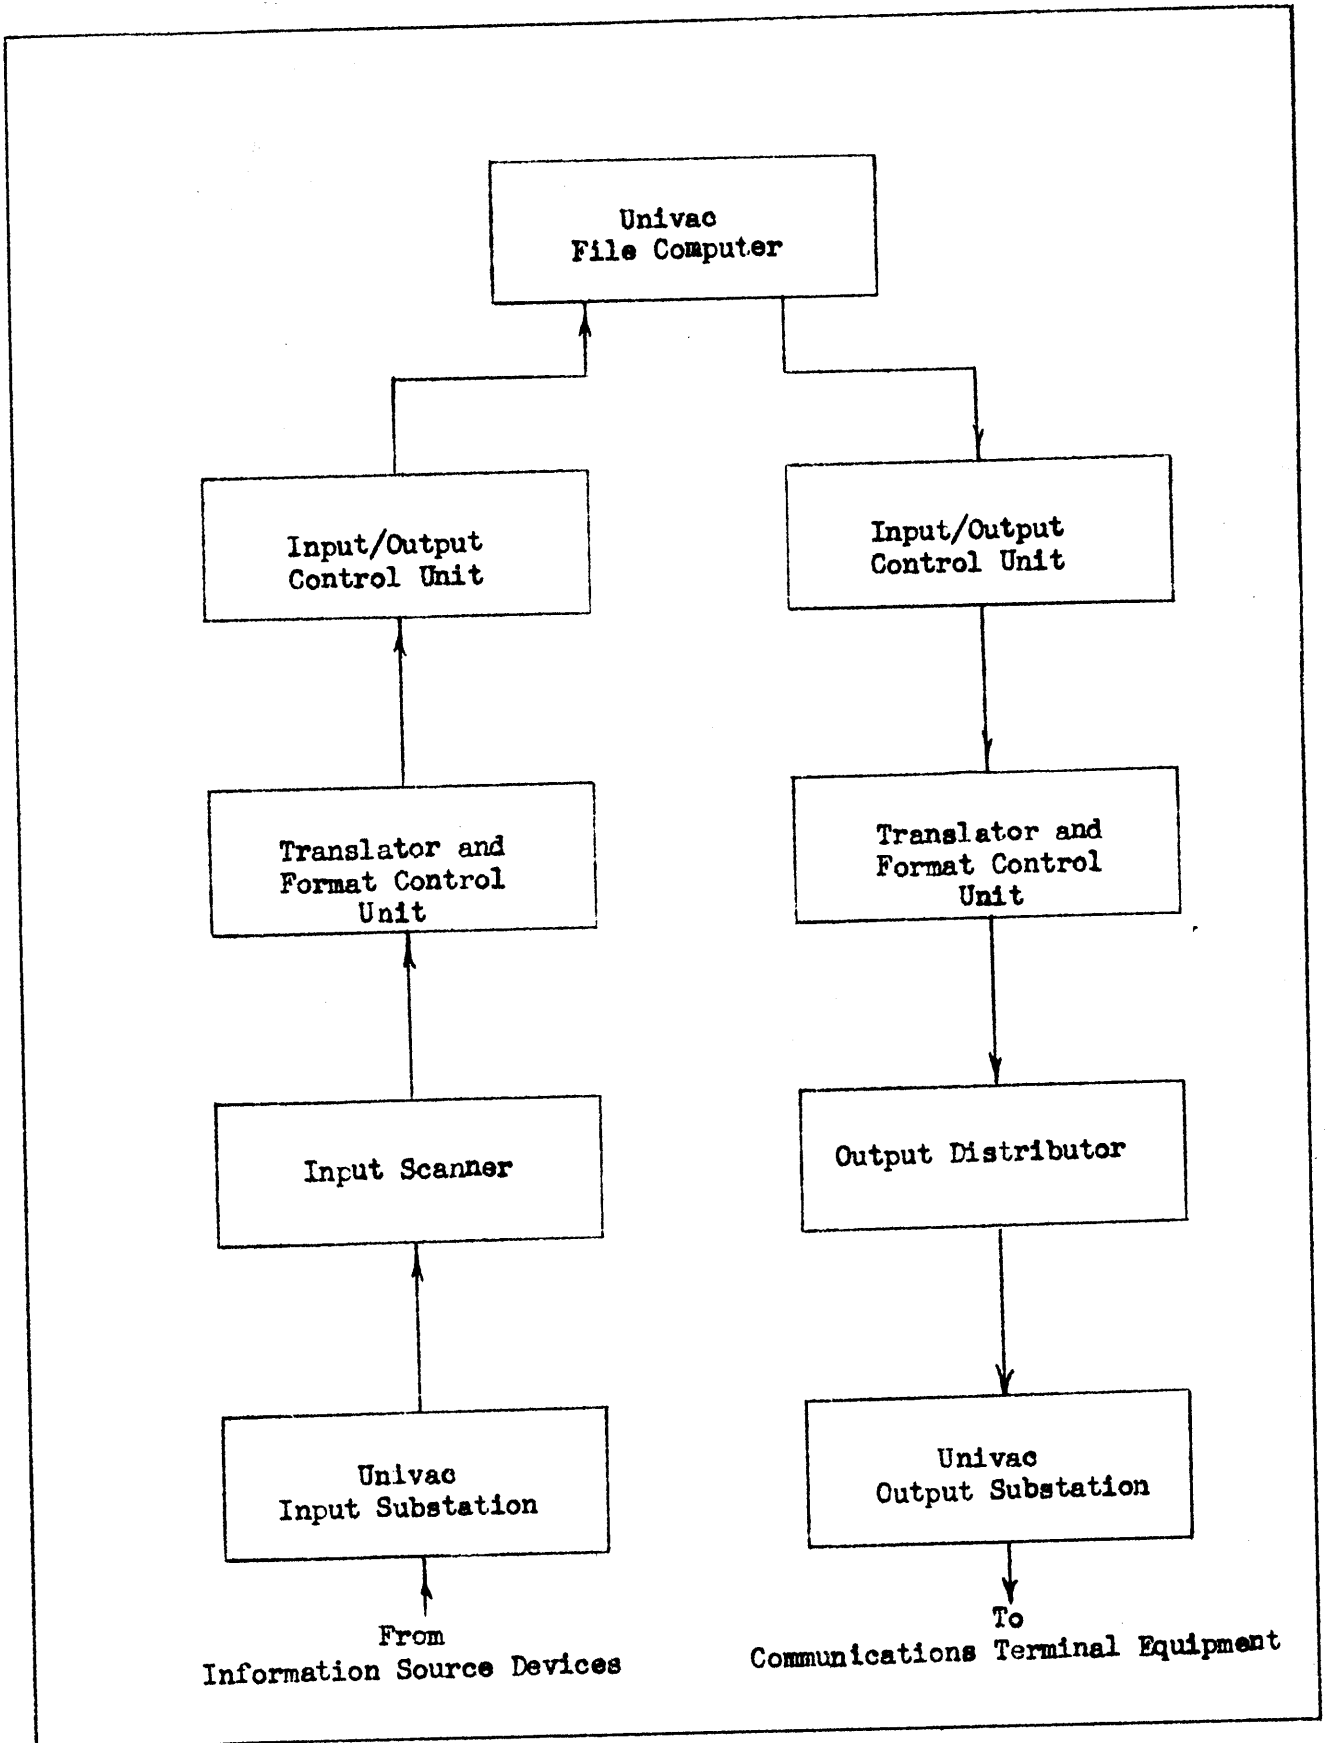 Univac
File Computer
Input/Output
Control Unit
Input/Output
Control Unit
Translator and
Format Control
Unit
Translator and
Format Control
Unit
Input Scanner
Output Distributor
Univac
Input Substation
Univac
Output Substation
From
Information Source Devices
To
Communications Terminal Equipment